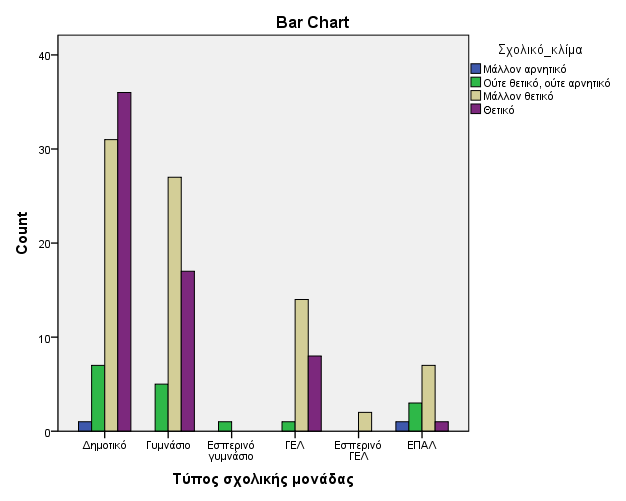 Bar Chart
Σχολικό_κλίμα
Μάλλον αρνητικό
Ούτε θετικό, ούτε αρνητικό
Μάλλον θετικό
Θετικό
40
30
20
10
0
Count
Δημοτικό
Γυμνάσιο
Εσπερινό
γυμνάσιο
ΓΕΛ
Εσπερινό
ΓΕΛ
ΕΠΑΛ
Τύπος σχολικής μονάδας